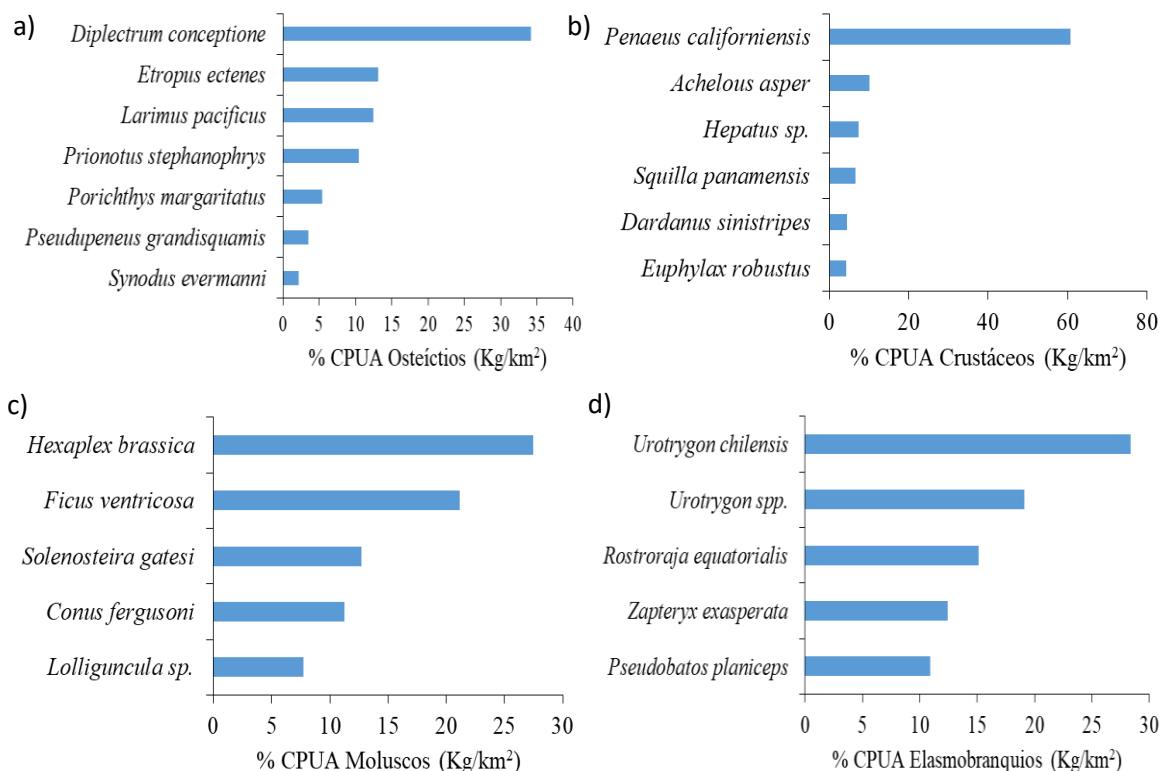 a)
Diplectrum conceptione
Etropus ectenes
Larimus pacificus
Prionotus stephanophrys
Porichthys margaritatus
Pseudupeneus grandisquamis
Synodus evermanni
0 5 10 15 20 25 30 35 40
% CPUA Osteíctios (Kg/km²)
b)
Penaeus californiensis
Achelous asper
Hepatus sp.
Squilla panamensis
Dardanus sinistripes
Euphylax robustus
0 20 40 60 80
% CPUA Crustáceos (Kg/km²)
c)
Hexaplex brassica
Ficus ventricosa
Solenosteira gatesi
Conus fergusoni
Lolliguncula sp.
0 5 10 15 20 25 30
% CPUA Moluscos (Kg/km²)
d)
Urotrygon chilensis
Urotrygon spp.
Rostroraja equatorialis
Zapteryx exasperata
Pseudobatos planiceps
0 5 10 15 20 25 30
% CPUA Elasmobranquios (Kg/km²)